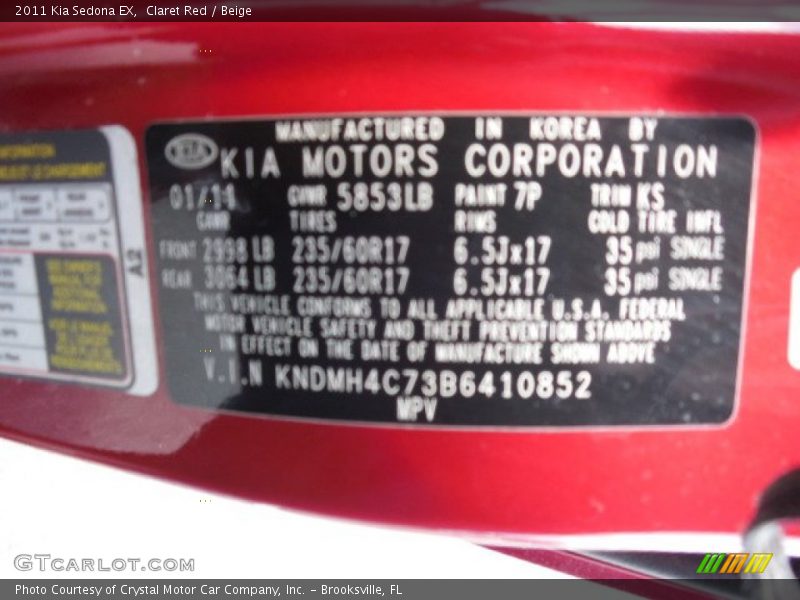 2011 Kia Sedona EX, Claret Red / Beige
MANUFACTURED IN KOREA BY
KIA KIA MOTORS CORPORATION
GVWR 5853LB PAINT 7P TRIM KS
GAWR TIRES RIMS COLD TIRE INFL
FRONT 2998 LB 235/60R17 6.5Jx17 35 psi SINGLE
REAR 3064 LB 235/60R17 6.5Jx17 35 psi SINGLE
THIS VEHICLE CONFORMS TO ALL APPLICABLE U.S.A. FEDERAL
MOTOR VEHICLE SAFETY AND THEFT PREVENTION STANDARDS
IN EFFECT ON THE DATE OF MANUFACTURE SHOWN ABOVE
V.I.N KNDMH4C73B6410852
MPV
A2
GTCARLOT.COM
Photo Courtesy of Crystal Motor Car Company, Inc. – Brooksville, FL